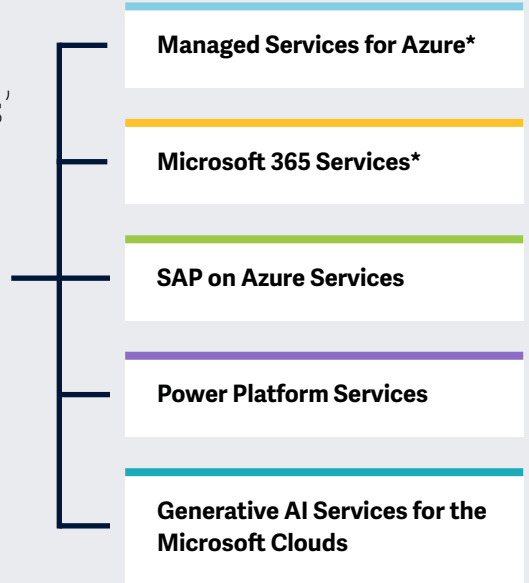 Managed Services for Azure*
Microsoft 365 Services*
SAP on Azure Services
Power Platform Services
Generative AI Services for the
Microsoft Clouds